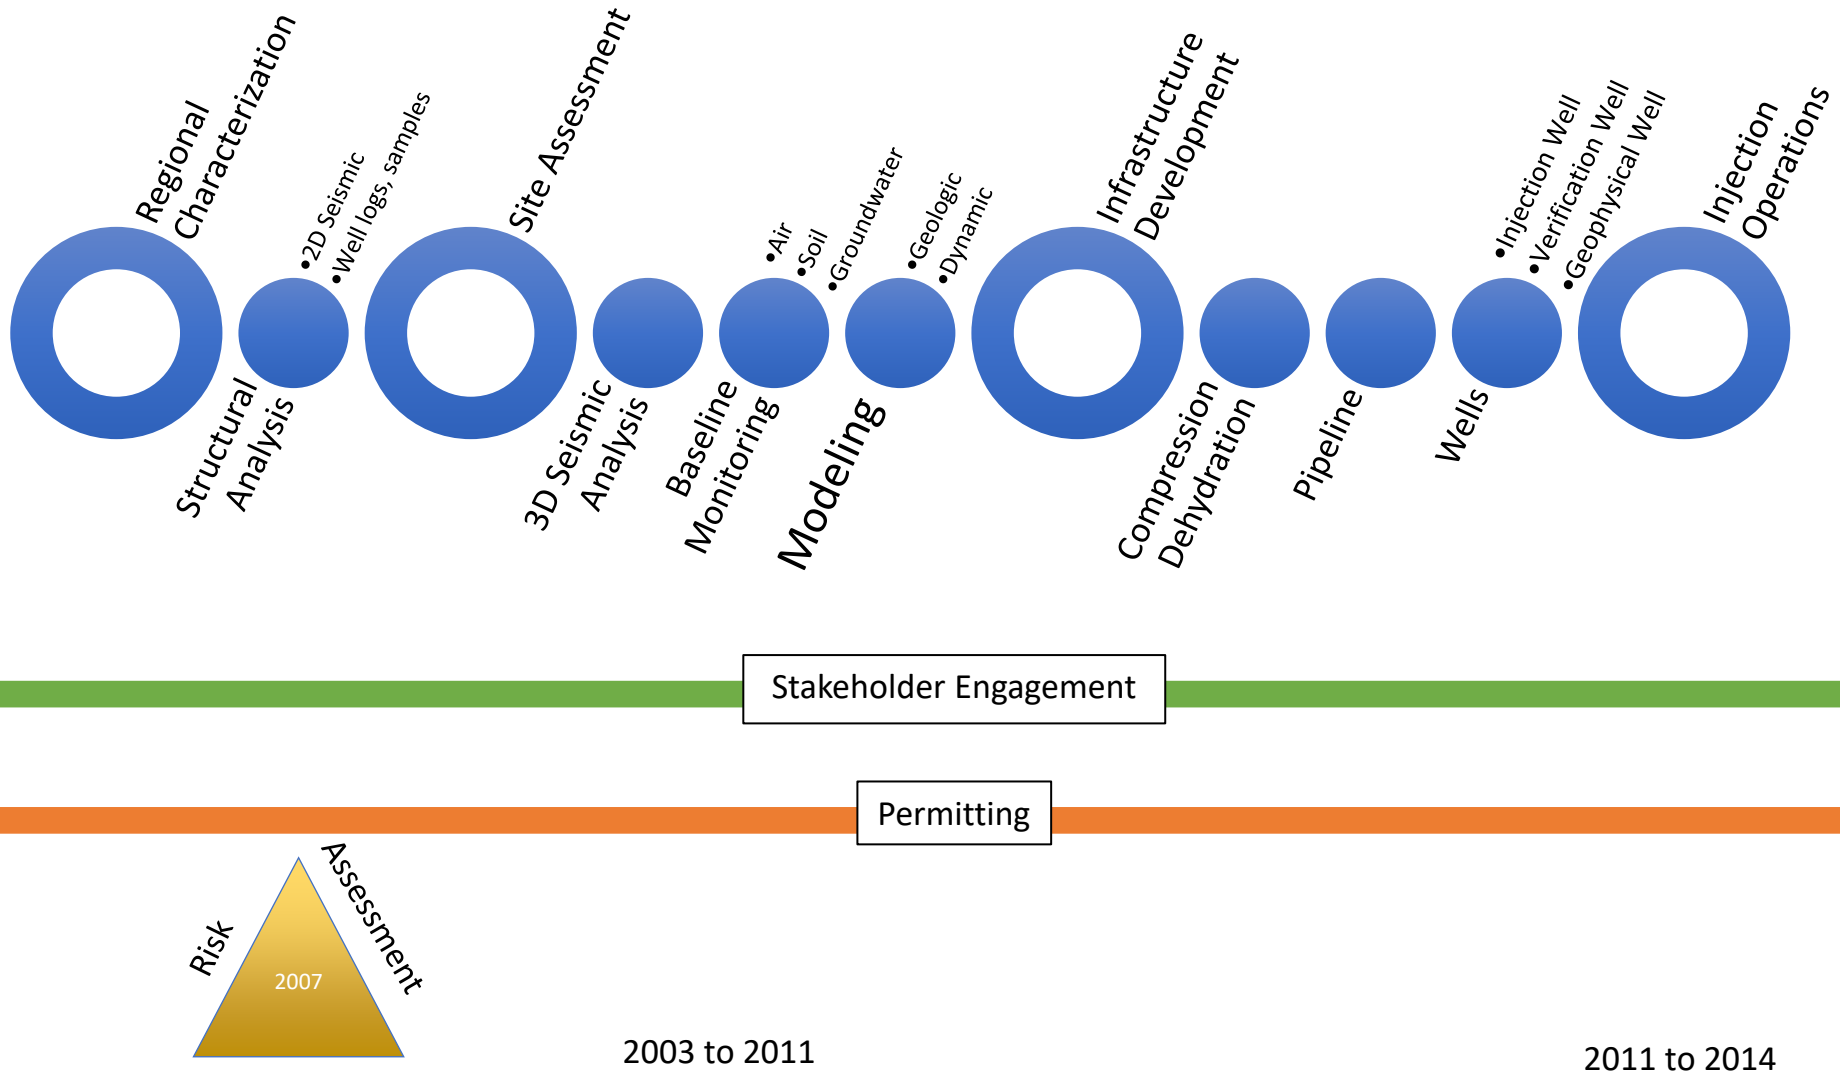 Regional
Characterization
Structural
Analysis
•2D Seismic
•Well logs, samples
Site Assessment
3D Seismic
Analysis
Baseline
Monitoring
•Air
•Soil
•Groundwater
Modeling
•Geologic
•Dynamic
Infrastructure
Development
Compression
Dehydration
Pipeline
Wells
•Injection Well
•Verification Well
•Geophysical Well
Injection
Operations
Stakeholder Engagement
Permitting
Risk
Assessment
2007
2003 to 2011
2011 to 2014